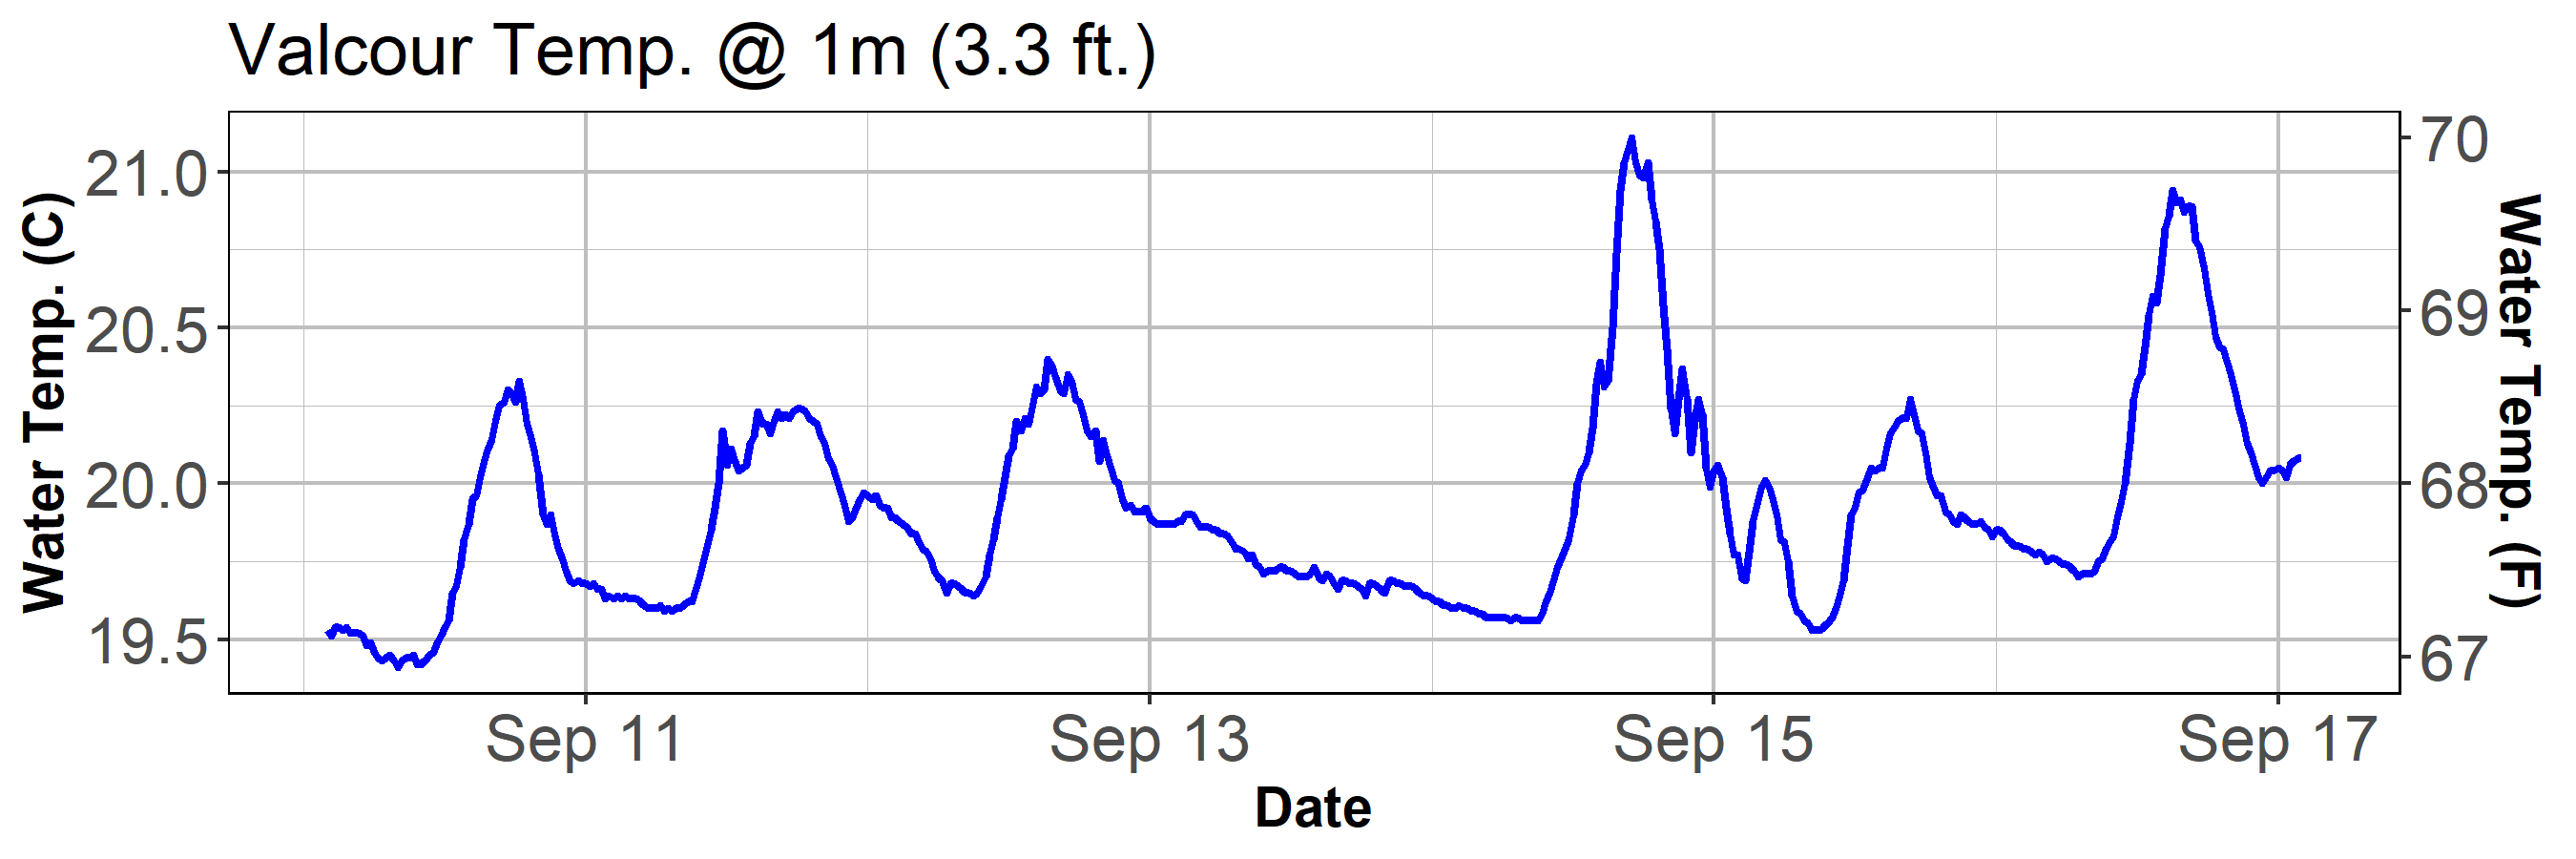 Valcour Temp. @ 1m (3.3 ft.)
Water Temp. (C)
21.0
20.5
20.0
19.5
70
69
68
67
Water Temp. (F)
Sep 11
Sep 13
Sep 15
Sep 17
Date